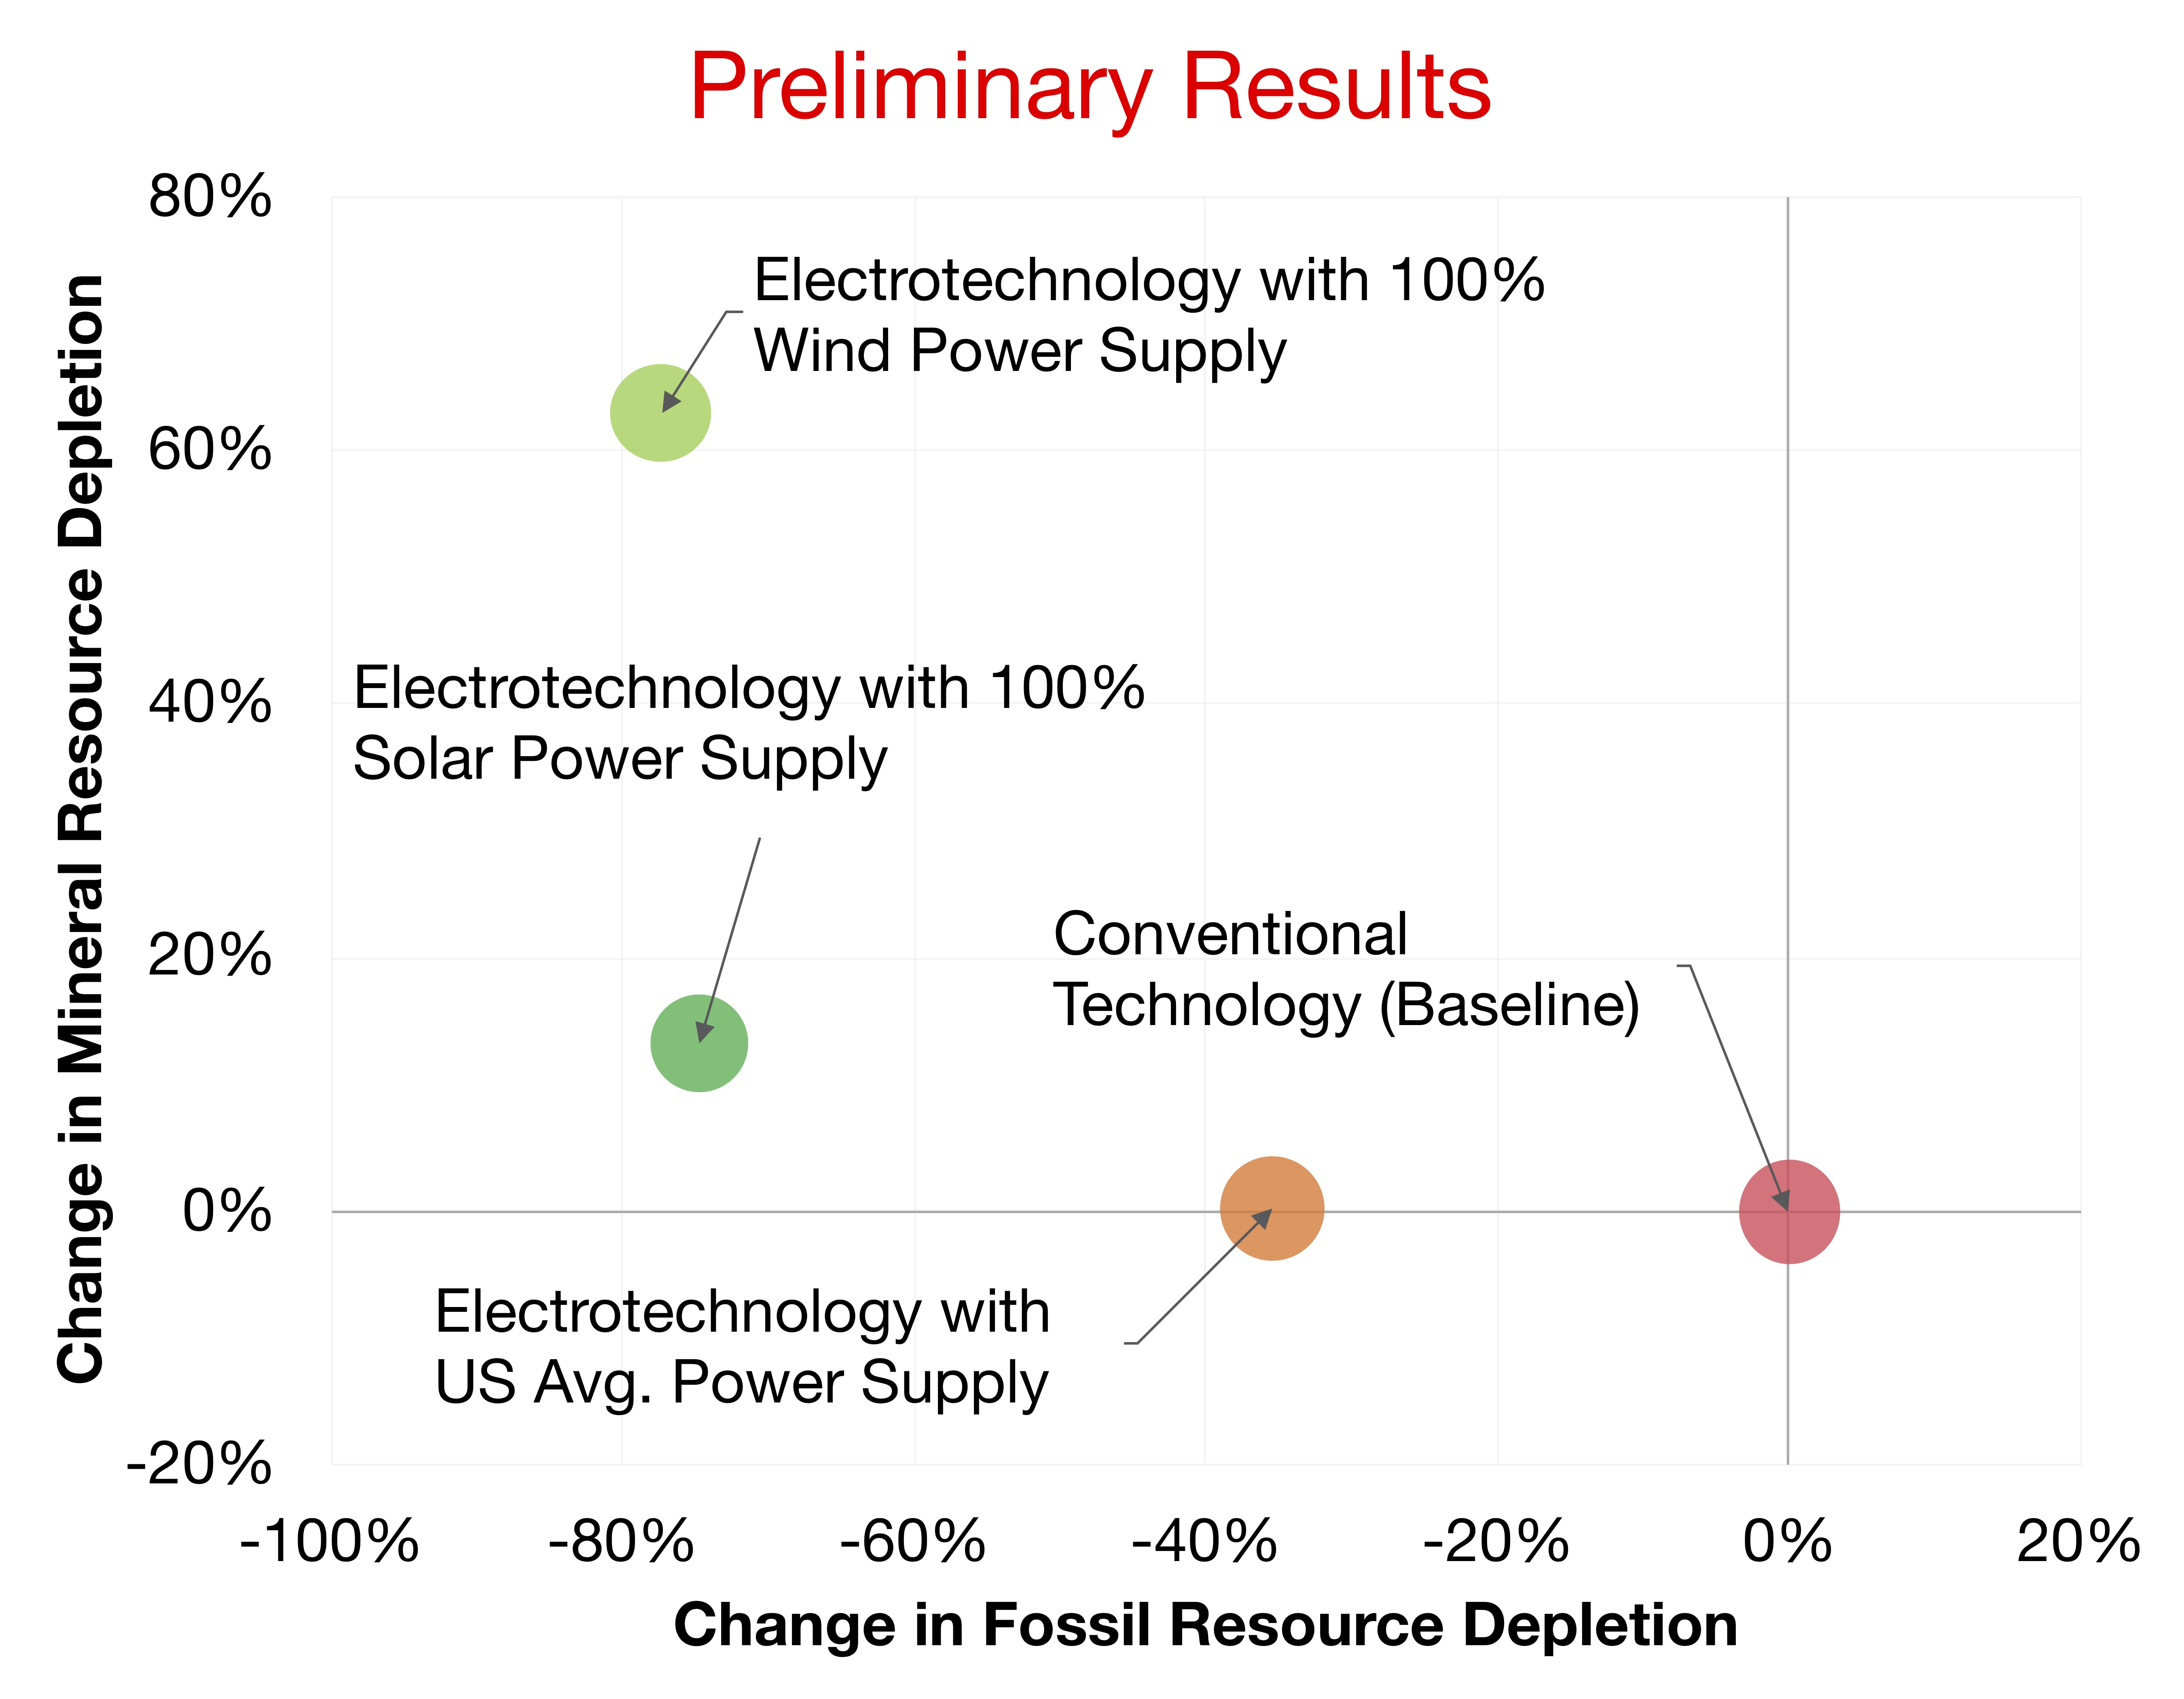 Preliminary Results
80%
Electrotechnology with 100%
Wind Power Supply
60%
Electrotechnology with 100%
Solar Power Supply
40%
Conventional
Technology (Baseline)
20%
0%
Electrotechnology with
US Avg. Power Supply
-20%
Change in Mineral Resource Depletion
-100% -80% -60% -40% -20% 0% 20%
Change in Fossil Resource Depletion